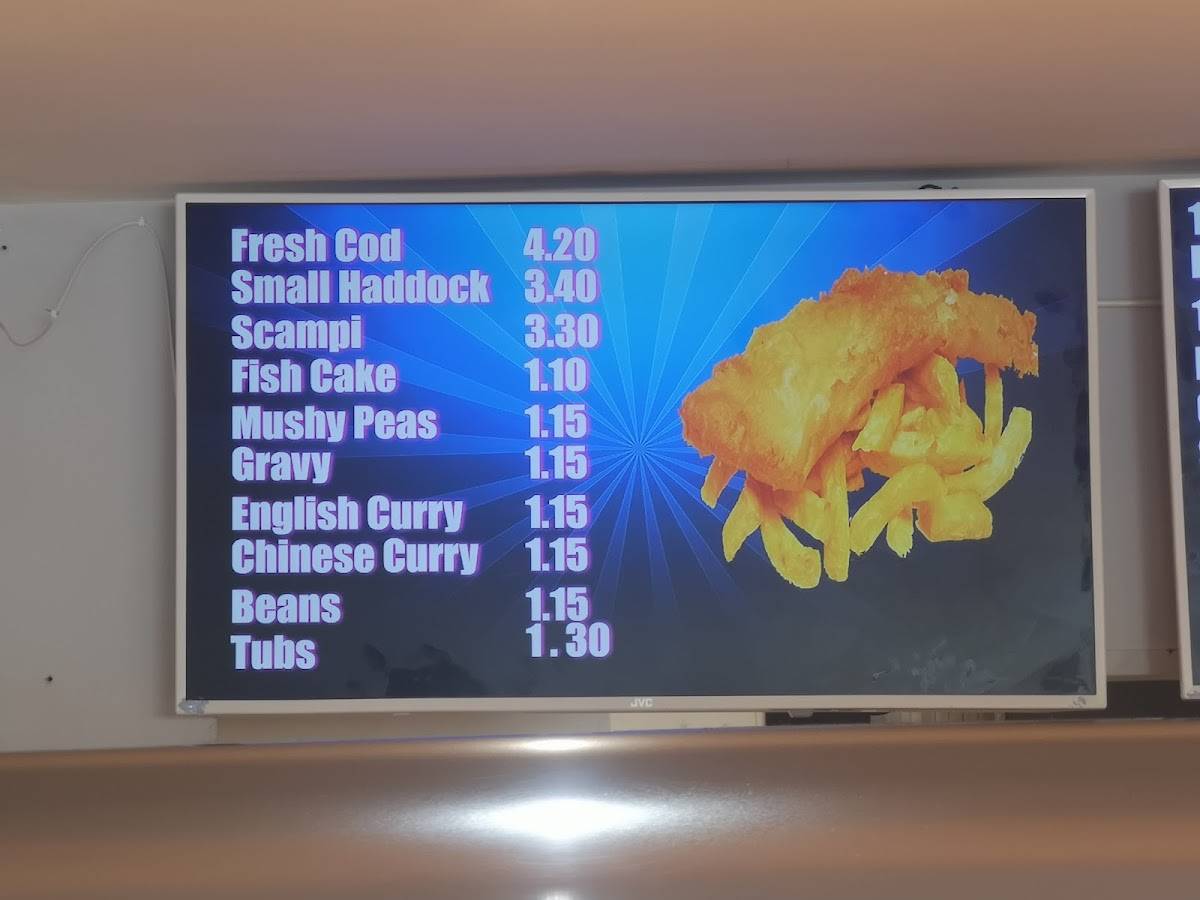 Fresh Cod 4.20
Small Haddock 3.40
Scampi 3.30
Fish Cake 1.10
Mushy Peas 1.15
Gravy 1.15
English Curry 1.15
Chinese Curry 1.15
Beans 1.15
Tubs 1.30
JVC